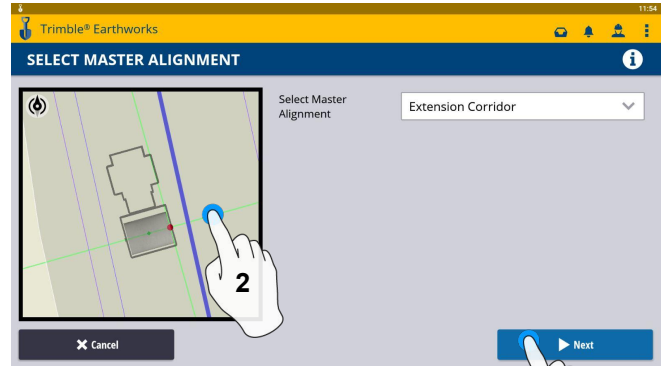 11:54
Trimble® Earthworks
SELECT MASTER ALIGNMENT
Select Master
Alignment
Extension Corridor
2
Cancel
Next